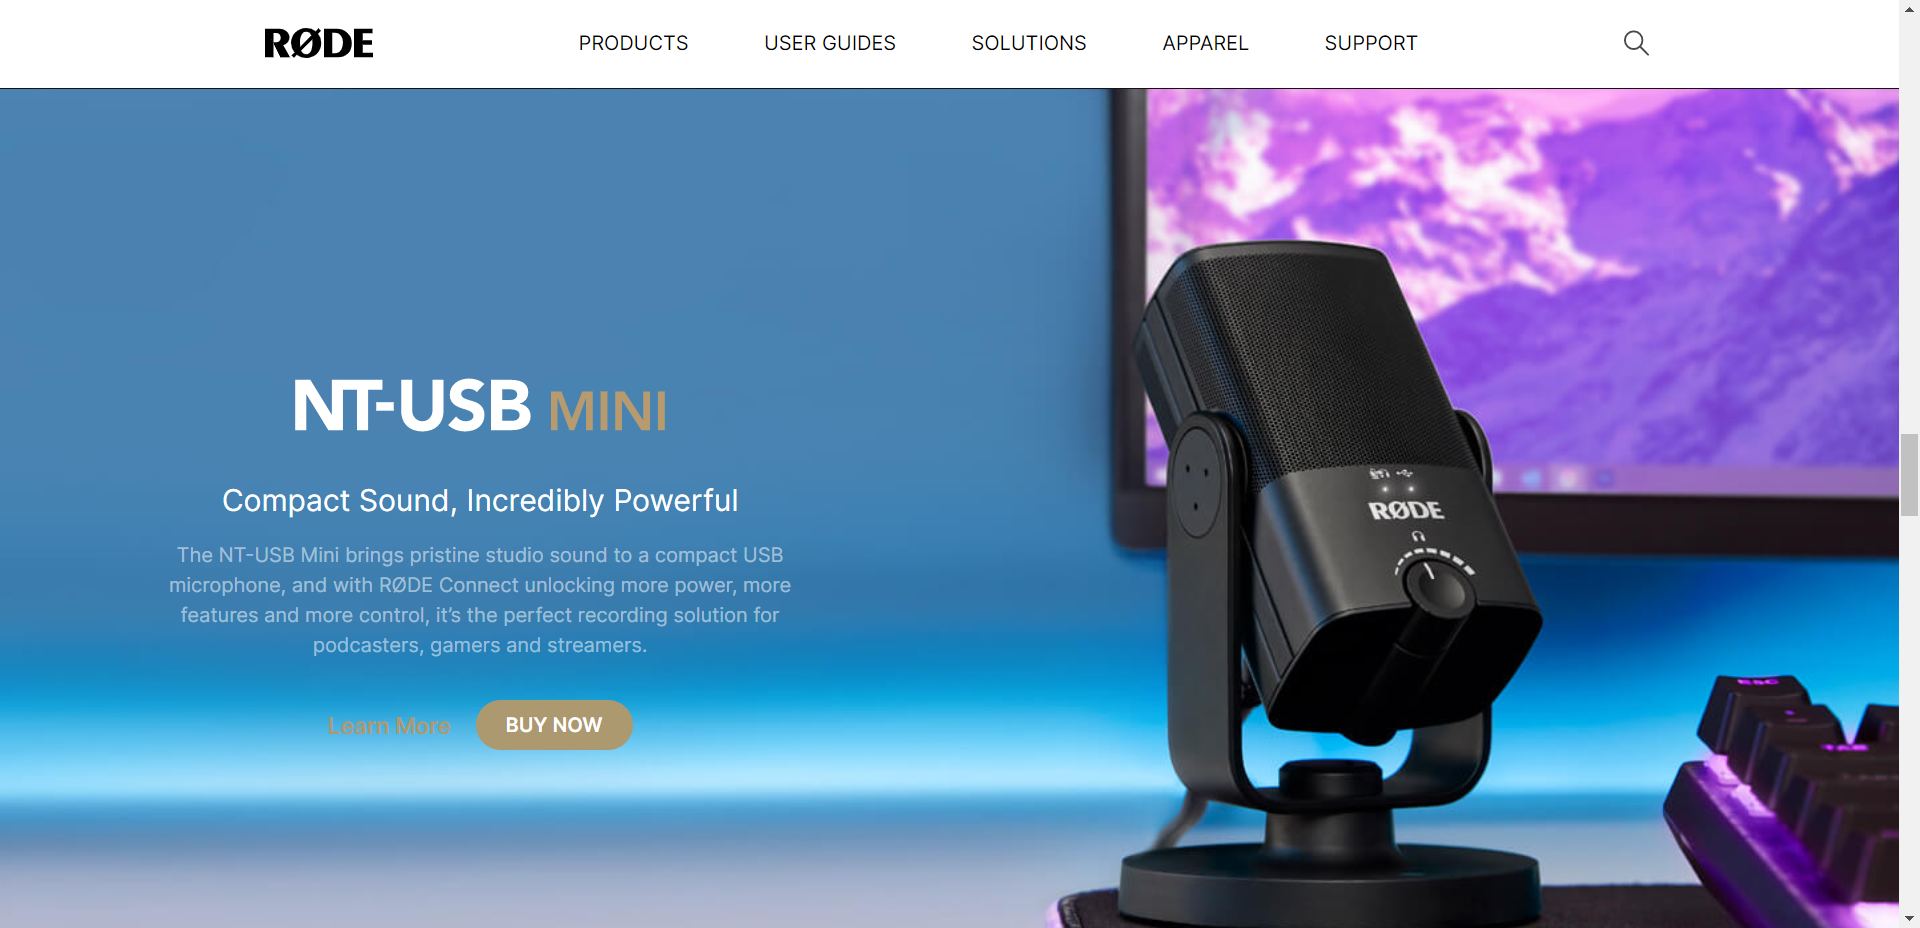 RØDE
PRODUCTS
USER GUIDES
SOLUTIONS
APPAREL
SUPPORT
NT-USB MINI
Compact Sound, Incredibly Powerful
The NT-USB Mini brings pristine studio sound to a compact USB
microphone, and with RØDE Connect unlocking more power, more
features and more control, it’s the perfect recording solution for
podcasters, gamers and streamers.
Learn More
BUY NOW
RØDE
ESC
TAB